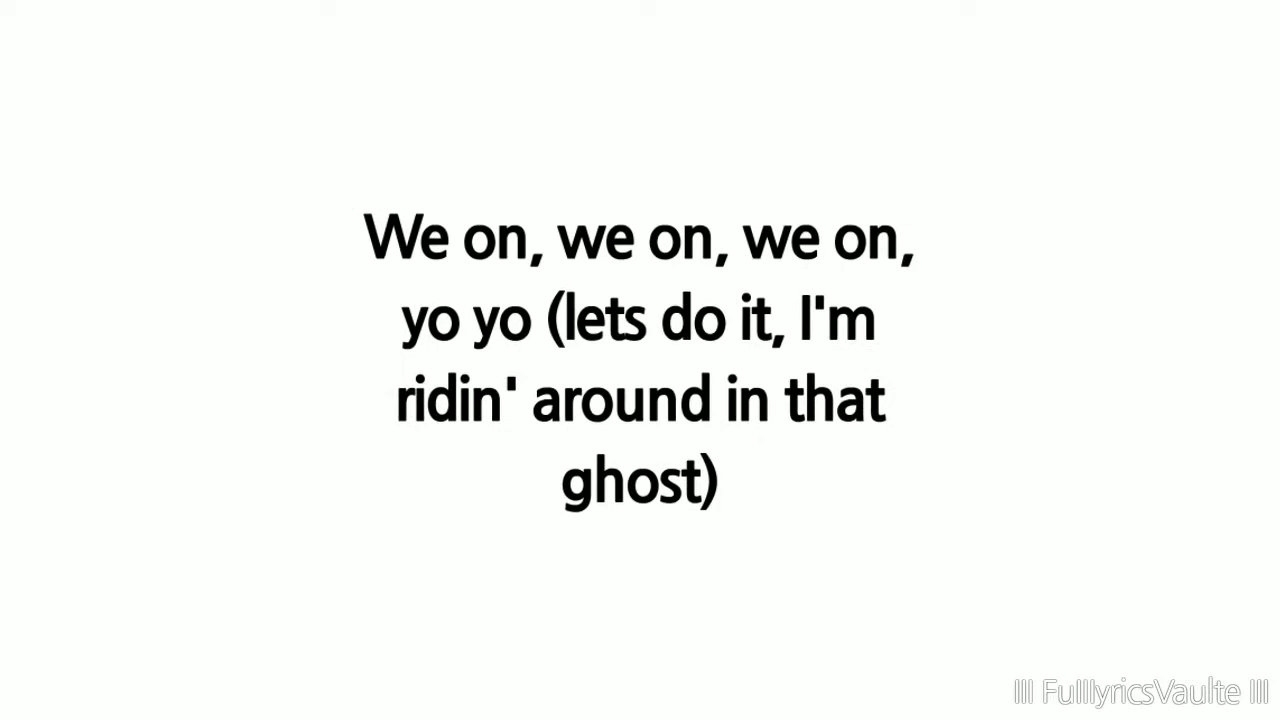 We on, we on, we on,
yo yo (lets do it, I'm
ridin' around in that
ghost)
||| FulllyricsVaulte |||